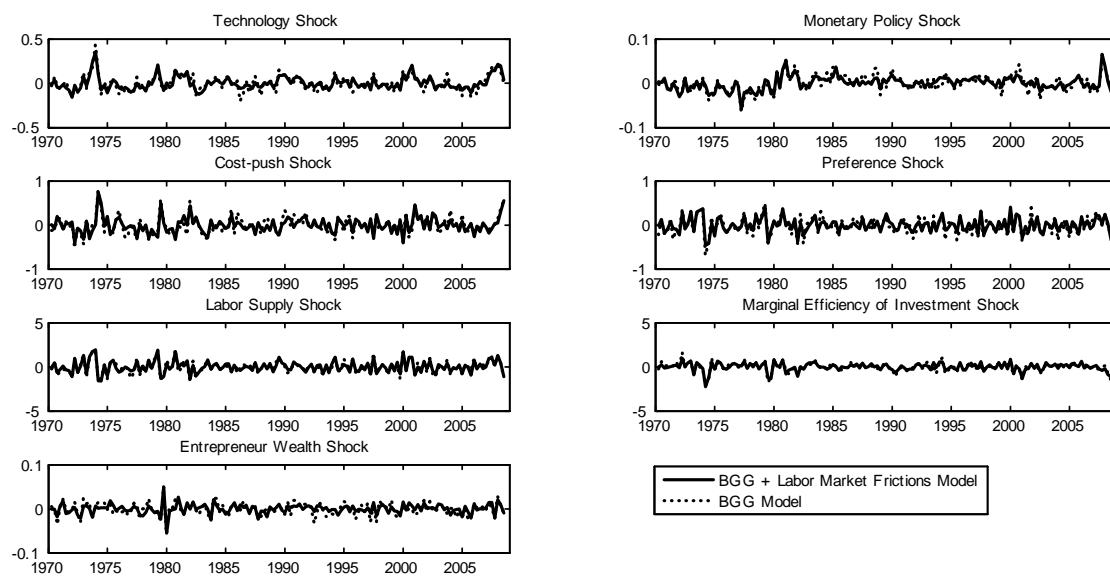 Technology Shock
0.5
0
-0.5
1970 1975 1980 1985 1990 1995 2000 2005
Monetary Policy Shock
0.1
0
-0.1
1970 1975 1980 1985 1990 1995 2000 2005
Cost-push Shock
1
0
-1
1970 1975 1980 1985 1990 1995 2000 2005
Preference Shock
1
0
-1
1970 1975 1980 1985 1990 1995 2000 2005
Labor Supply Shock
5
0
-5
1970 1975 1980 1985 1990 1995 2000 2005
Marginal Efficiency of Investment Shock
5
0
-5
1970 1975 1980 1985 1990 1995 2000 2005
Entrepreneur Wealth Shock
0.1
0
-0.1
1970 1975 1980 1985 1990 1995 2000 2005
BGG + Labor Market Frictions Model
BGG Model